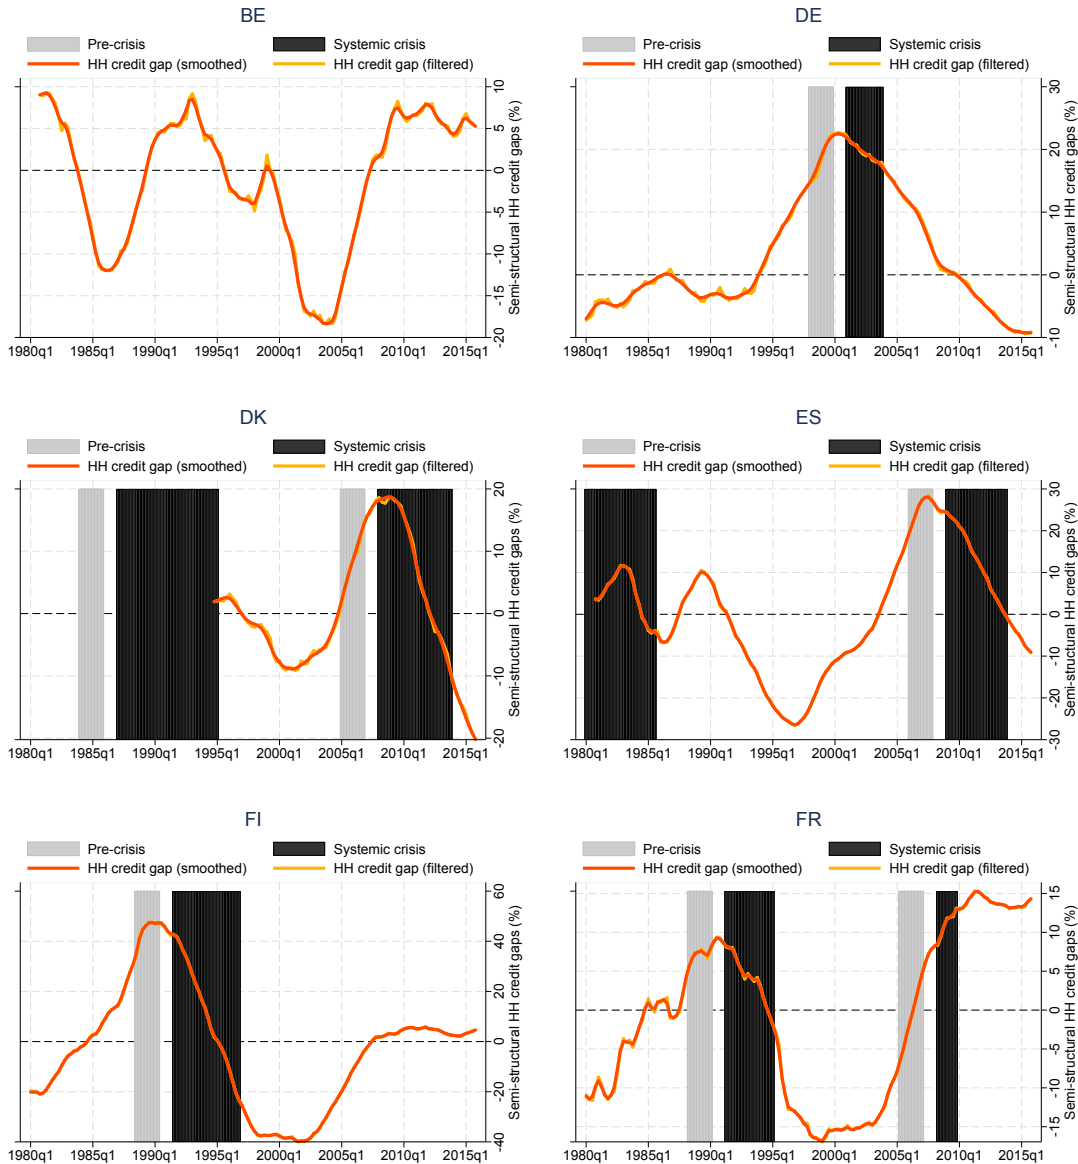 BE
Pre-crisis
Systemic crisis
HH credit gap (smoothed)
HH credit gap (filtered)
10
5
0
-5
-10
-15
-20
Semi-structural HH credit gaps (%)
1980q1 1985q1 1990q1 1995q1 2000q1 2005q1 2010q1 2015q1
DE
Pre-crisis
Systemic crisis
HH credit gap (smoothed)
HH credit gap (filtered)
30
20
10
0
-10
Semi-structural HH credit gaps (%)
1980q1 1985q1 1990q1 1995q1 2000q1 2005q1 2010q1 2015q1
DK
Pre-crisis
Systemic crisis
HH credit gap (smoothed)
HH credit gap (filtered)
20
10
0
-10
-20
Semi-structural HH credit gaps (%)
1980q1 1985q1 1990q1 1995q1 2000q1 2005q1 2010q1 2015q1
ES
Pre-crisis
Systemic crisis
HH credit gap (smoothed)
HH credit gap (filtered)
30
20
10
0
-10
-20
-30
Semi-structural HH credit gaps (%)
1980q1 1985q1 1990q1 1995q1 2000q1 2005q1 2010q1 2015q1
FI
Pre-crisis
Systemic crisis
HH credit gap (smoothed)
HH credit gap (filtered)
60
40
20
0
-20
-40
Semi-structural HH credit gaps (%)
1980q1 1985q1 1990q1 1995q1 2000q1 2005q1 2010q1 2015q1
FR
Pre-crisis
Systemic crisis
HH credit gap (smoothed)
HH credit gap (filtered)
15
10
5
0
-5
-10
-15
Semi-structural HH credit gaps (%)
1980q1 1985q1 1990q1 1995q1 2000q1 2005q1 2010q1 2015q1